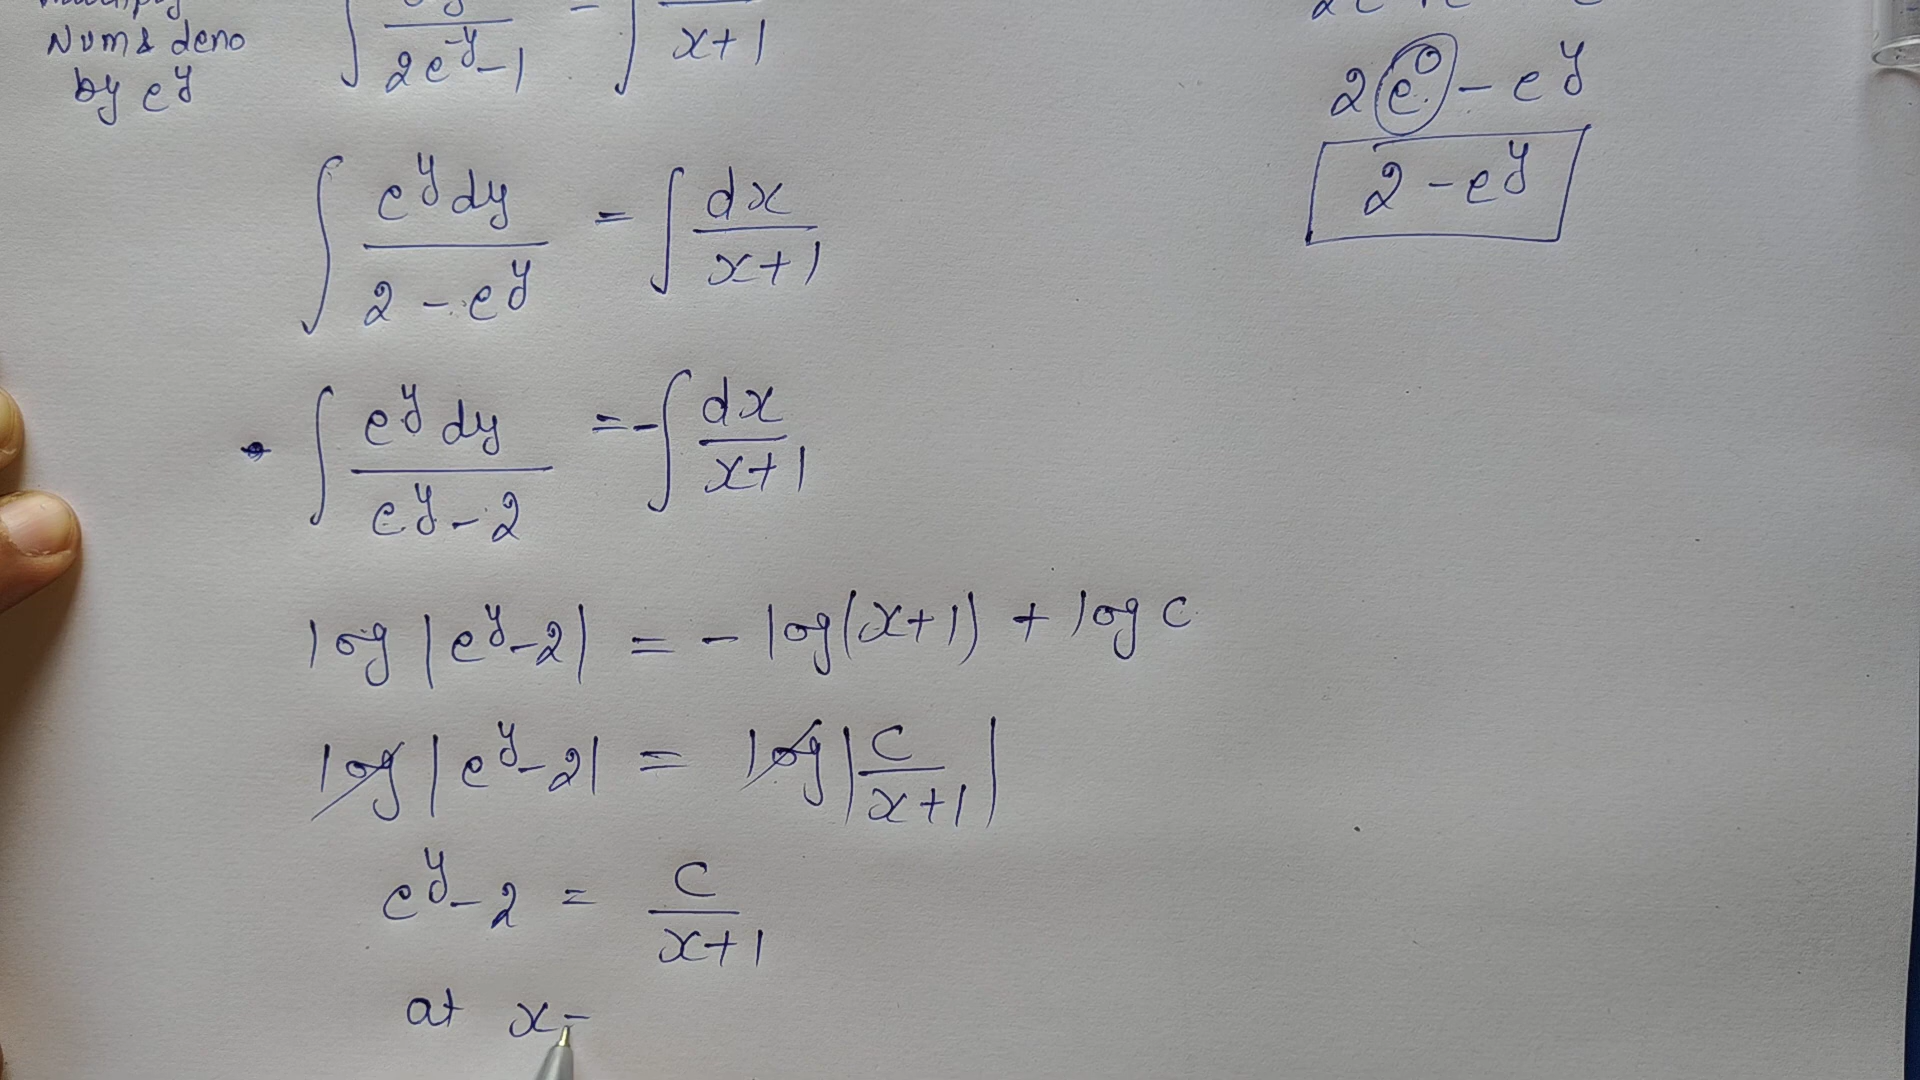 Num & deno
by e^y
∫ dy/(2e^-y - 1) = ∫ /(x+1)
∫ e^y dy/(2 - e^y) = ∫ dx/(x+1)
∫ e^y dy/(e^y - 2) = -∫ dx/(x+1)
log |e^y - 2| = - log(x+1) + log c
log |e^y - 2| = log |c/(x+1)|
e^y - 2 = c/(x+1)
at x =
2e^0 - e^y
2 - e^y